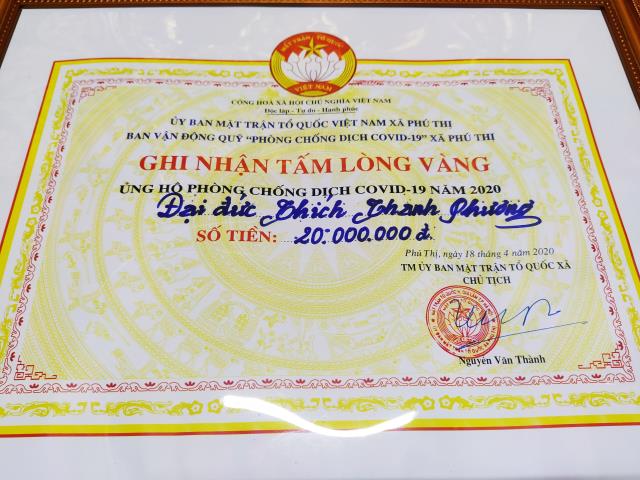 MẶT TRẬN TỔ QUỐC
VIỆT NAM
CỘNG HOÀ XÃ HỘI CHỦ NGHĨA VIỆT NAM
Độc lập - Tự do - Hạnh phúc
ỦY BAN MẶT TRẬN TỔ QUỐC VIỆT NAM XÃ PHÚ THỊ
BAN VẬN ĐỘNG QUỸ “PHÒNG CHỐNG DỊCH COVID-19” XÃ PHÚ THỊ
GHI NHẬN TẤM LÒNG VÀNG
ỦNG HỘ PHÒNG CHỐNG DỊCH COVID-19 NĂM 2020
Đại đức Thích Thanh Phương
SỐ TIỀN: 20.000.000 đ.
Phú Thị, ngày 18 tháng 4 năm 2020
TM ỦY BAN MẶT TRẬN TỔ QUỐC XÃ
CHỦ TỊCH
Nguyễn Văn Thành